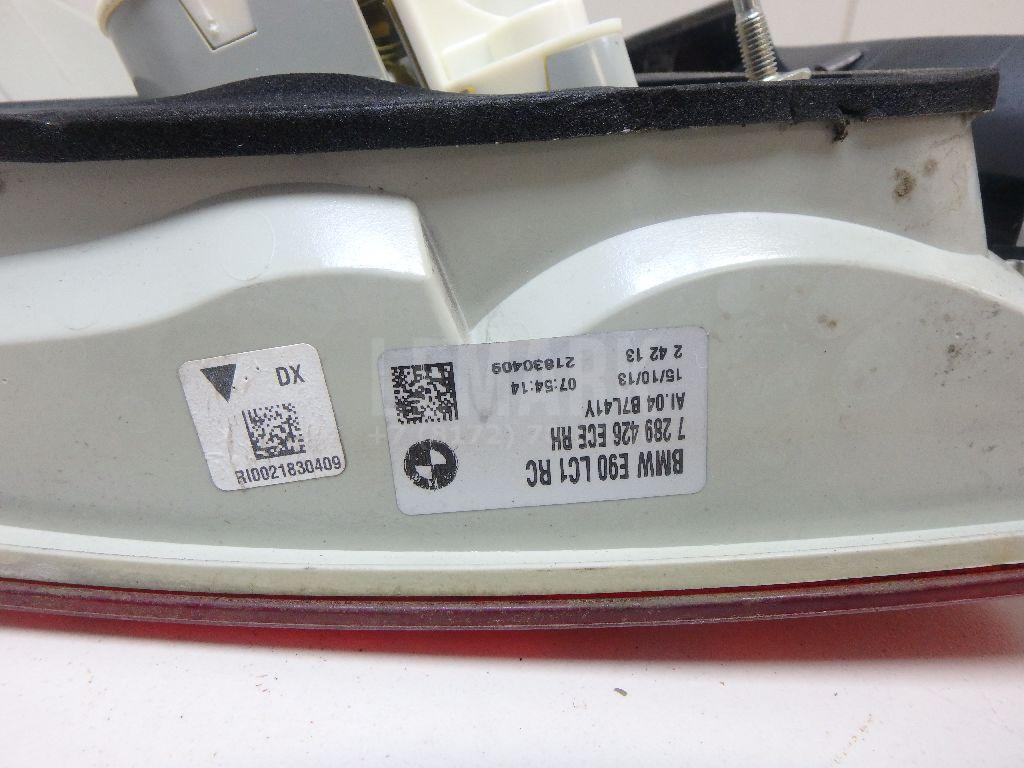 DX
RI0021830409
BMW E90 LC1 RC
7 289 426 ECE RH
AI.04 B7L41Y
15/10/13 07:54:14
2 42 13 21830409